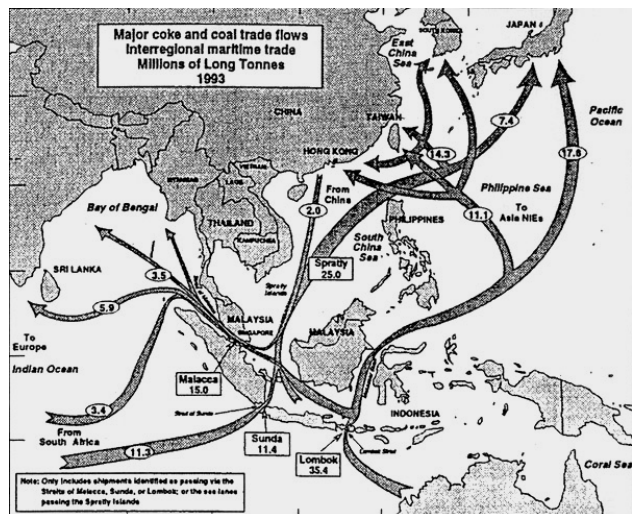 Major coke and coal trade flows
Interregional maritime trade
Millions of Long Tonnes
1993
SOUTH KOREA
JAPAN
East
China
Sea
CHINA
TAIWAN
Pacific
Ocean
7.4
HONG KONG
14.3
17.8
VIETNAM
LAOS
From
China
Philippine Sea
To
Asia NIEs
Bay of Bengal
THAILAND
2.0
11.1
PHILIPPINES
KAMPUCHEA
South
China
Sea
SRI LANKA
3.5
Spratly
25.0
Spratly
Islands
5.9
MALAYSIA
SINGAPORE
MALAYSIA
To
Europe
Indian Ocean
Malacca
15.0
3.4
From
South Africa
INDONESIA
Strait of Sunda
11.3
Sunda
11.4
Lombok
35.4
Lombok Strait
Coral Sea
Note: Only includes shipments identified as passing via the
Straits of Malacca, Sunda, or Lombok; or the sea lanes
passing the Spratly Islands